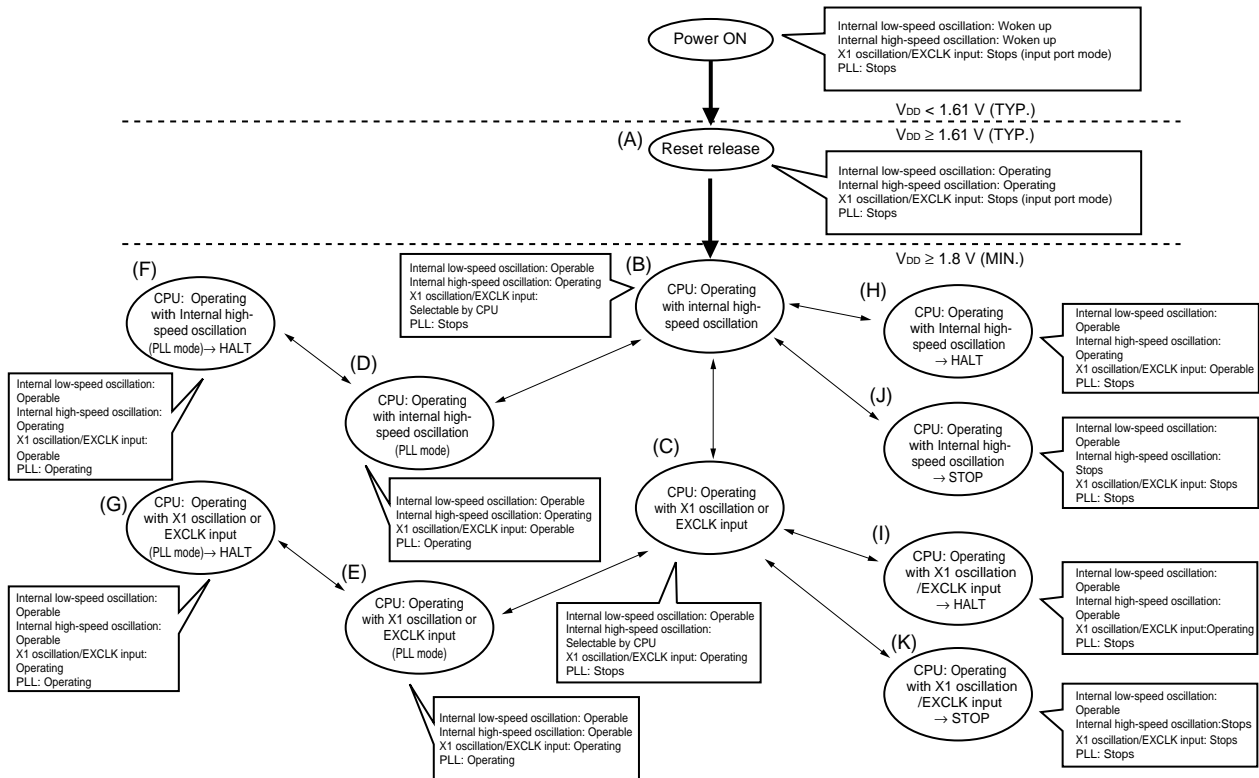 Power ON
Internal low-speed oscillation: Woken up
Internal high-speed oscillation: Woken up
X1 oscillation/EXCLK input: Stops (input port mode)
PLL: Stops
VDD < 1.61 V (TYP.)
VDD ≥ 1.61 V (TYP.)
(A)
Reset release
Internal low-speed oscillation: Operating
Internal high-speed oscillation: Operating
X1 oscillation/EXCLK input: Stops (input port mode)
PLL: Stops
VDD ≥ 1.8 V (MIN.)
(B)
CPU: Operating
with internal high-
speed oscillation
Internal low-speed oscillation: Operable
Internal high-speed oscillation: Operating
X1 oscillation/EXCLK input:
Selectable by CPU
PLL: Stops
(F)
CPU: Operating
with Internal high-
speed oscillation
(PLL mode) → HALT
Internal low-speed oscillation:
Operable
Internal high-speed oscillation:
Operating
X1 oscillation/EXCLK input:
Operable
PLL: Operating
(D)
CPU: Operating
with internal high-
speed oscillation
(PLL mode)
Internal low-speed oscillation: Operable
Internal high-speed oscillation: Operating
X1 oscillation/EXCLK input: Operable
PLL: Operating
(H)
CPU: Operating
with Internal high-
speed oscillation
→ HALT
Internal low-speed oscillation:
Operable
Internal high-speed oscillation:
Operating
X1 oscillation/EXCLK input: Operable
PLL: Stops
(J)
CPU: Operating
with Internal high-
speed oscillation
→ STOP
Internal low-speed oscillation:
Operable
Internal high-speed oscillation:
Stops
X1 oscillation/EXCLK input: Stops
PLL: Stops
(C)
CPU: Operating
with X1 oscillation or
EXCLK input
Internal low-speed oscillation: Operable
Internal high-speed oscillation:
Selectable by CPU
X1 oscillation/EXCLK input: Operating
PLL: Stops
(G)
CPU: Operating
with X1 oscillation or
EXCLK input
(PLL mode) → HALT
Internal low-speed oscillation:
Operable
Internal high-speed oscillation:
Operable
X1 oscillation/EXCLK input:
Operating
PLL: Operating
(E)
CPU: Operating
with X1 oscillation or
EXCLK input
(PLL mode)
Internal low-speed oscillation: Operable
Internal high-speed oscillation: Operable
X1 oscillation/EXCLK input: Operating
PLL: Operating
(I)
CPU: Operating
with X1 oscillation
/EXCLK input
→ HALT
Internal low-speed oscillation:
Operable
Internal high-speed oscillation:
Operable
X1 oscillation/EXCLK input:Operating
PLL: Stops
(K)
CPU: Operating
with X1 oscillation
/EXCLK input
→ STOP
Internal low-speed oscillation:
Operable
Internal high-speed oscillation:Stops
X1 oscillation/EXCLK input: Stops
PLL: Stops